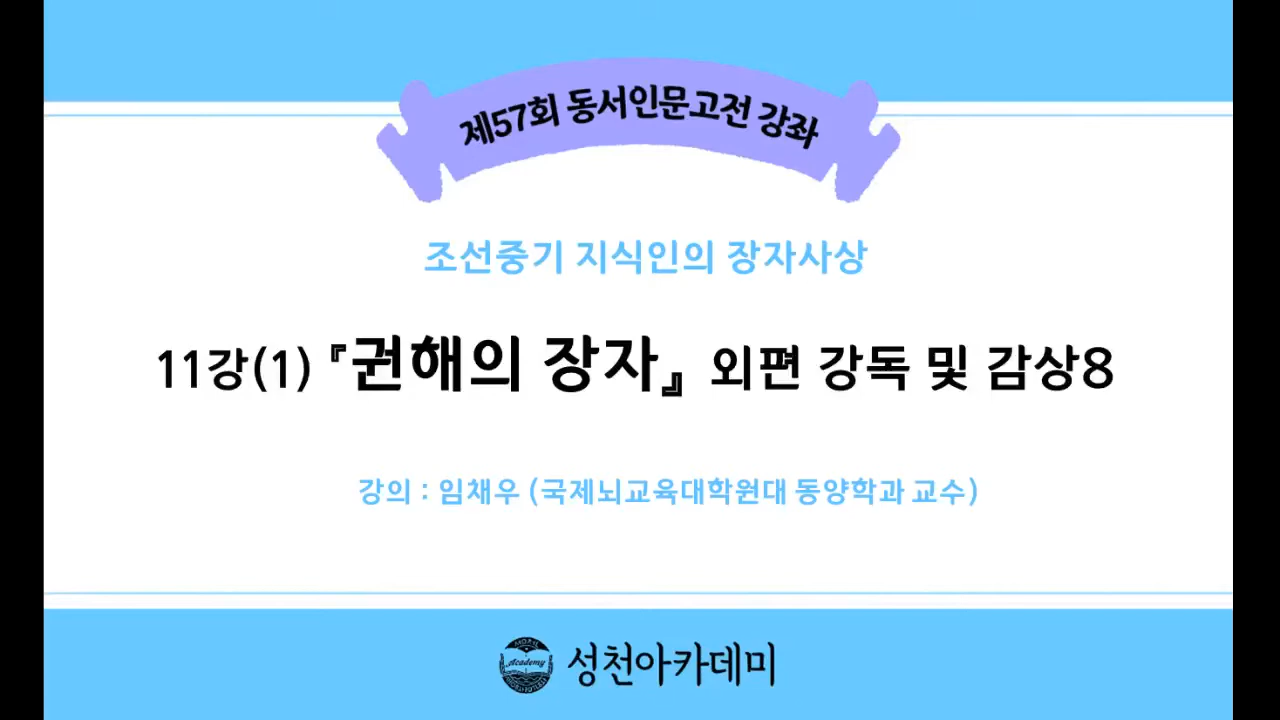 제57회 동서인문고전 강좌
조선중기 지식인의 장자사상
11강(1) 『권해의 장자』 외편 강독 및 감상8
강의 : 임채우 (국제뇌교육대학원대 동양학과 교수)
Academy
성천아카데미